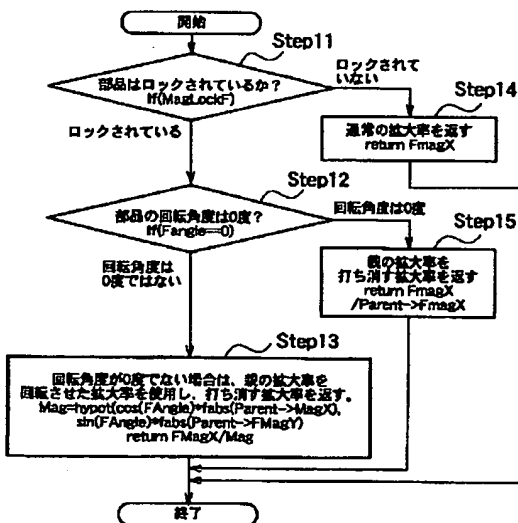 開始
Step11
部品はロックされているか？
If(MagLockF)
ロックされて
いない
Step14
通常の拡大率を返す
return FmagX
ロックされている
Step12
部品の回転角度は0度？
If(Fangle==0)
回転角度は0度
Step15
親の拡大率を
打ち消す拡大率を返す
return FmagX
/Parent->FmagX
回転角度は
0度ではない
Step13
回転角度が0度でない場合は、親の拡大率を
回転させた拡大率を使用し、打ち消す拡大率を返す。
Mag=hypot(cos(FAngle)*fabs(Parent->MagX),
sin(FAngle)*fabs(Parent->FMagY)
return FMagX/Mag
終了